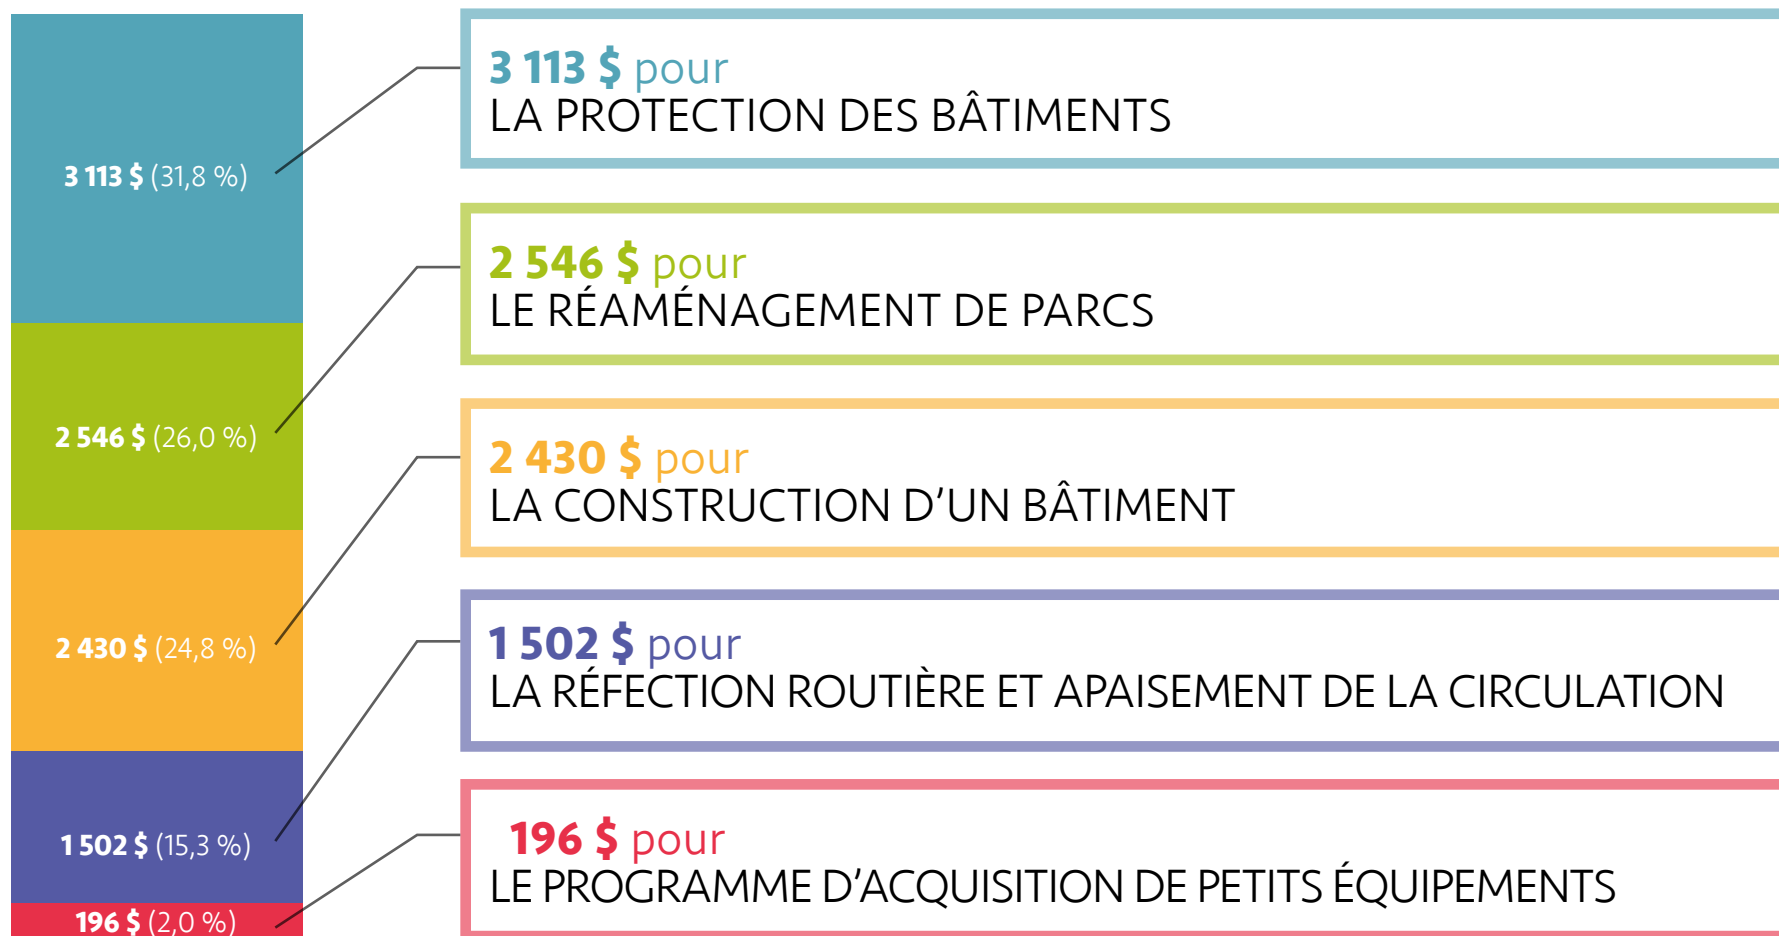 3 113 $ (31,8 %)
2 546 $ (26,0 %)
2 430 $ (24,8 %)
1 502 $ (15,3 %)
196 $ (2,0 %)
3 113 $ pour
LA PROTECTION DES BÂTIMENTS
2 546 $ pour
LE RÉAMÉNAGEMENT DE PARCS
2 430 $ pour
LA CONSTRUCTION D’UN BÂTIMENT
1 502 $ pour
LA RÉFECTION ROUTIÈRE ET APAISEMENT DE LA CIRCULATION
196 $ pour
LE PROGRAMME D’ACQUISITION DE PETITS ÉQUIPEMENTS